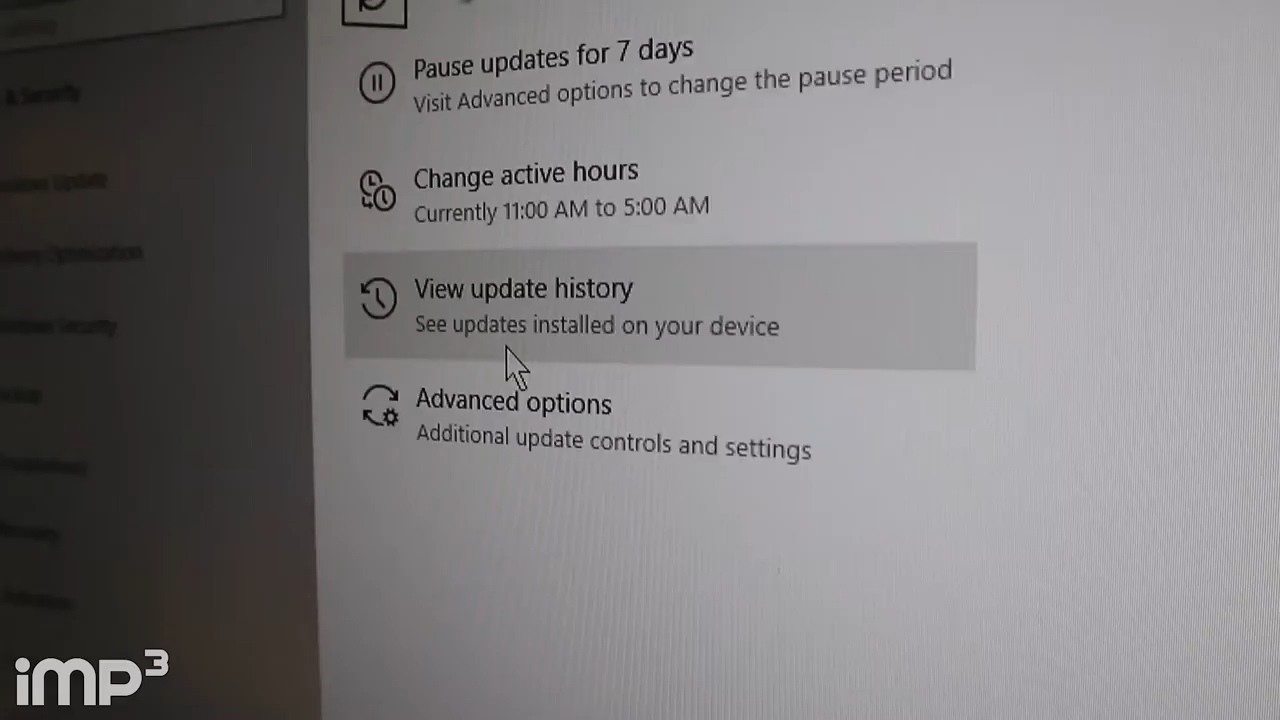 Pause updates for 7 days
Visit Advanced options to change the pause period
Change active hours
Currently 11:00 AM to 5:00 AM
View update history
See updates installed on your device
Advanced options
Additional update controls and settings
& Security
iMP3